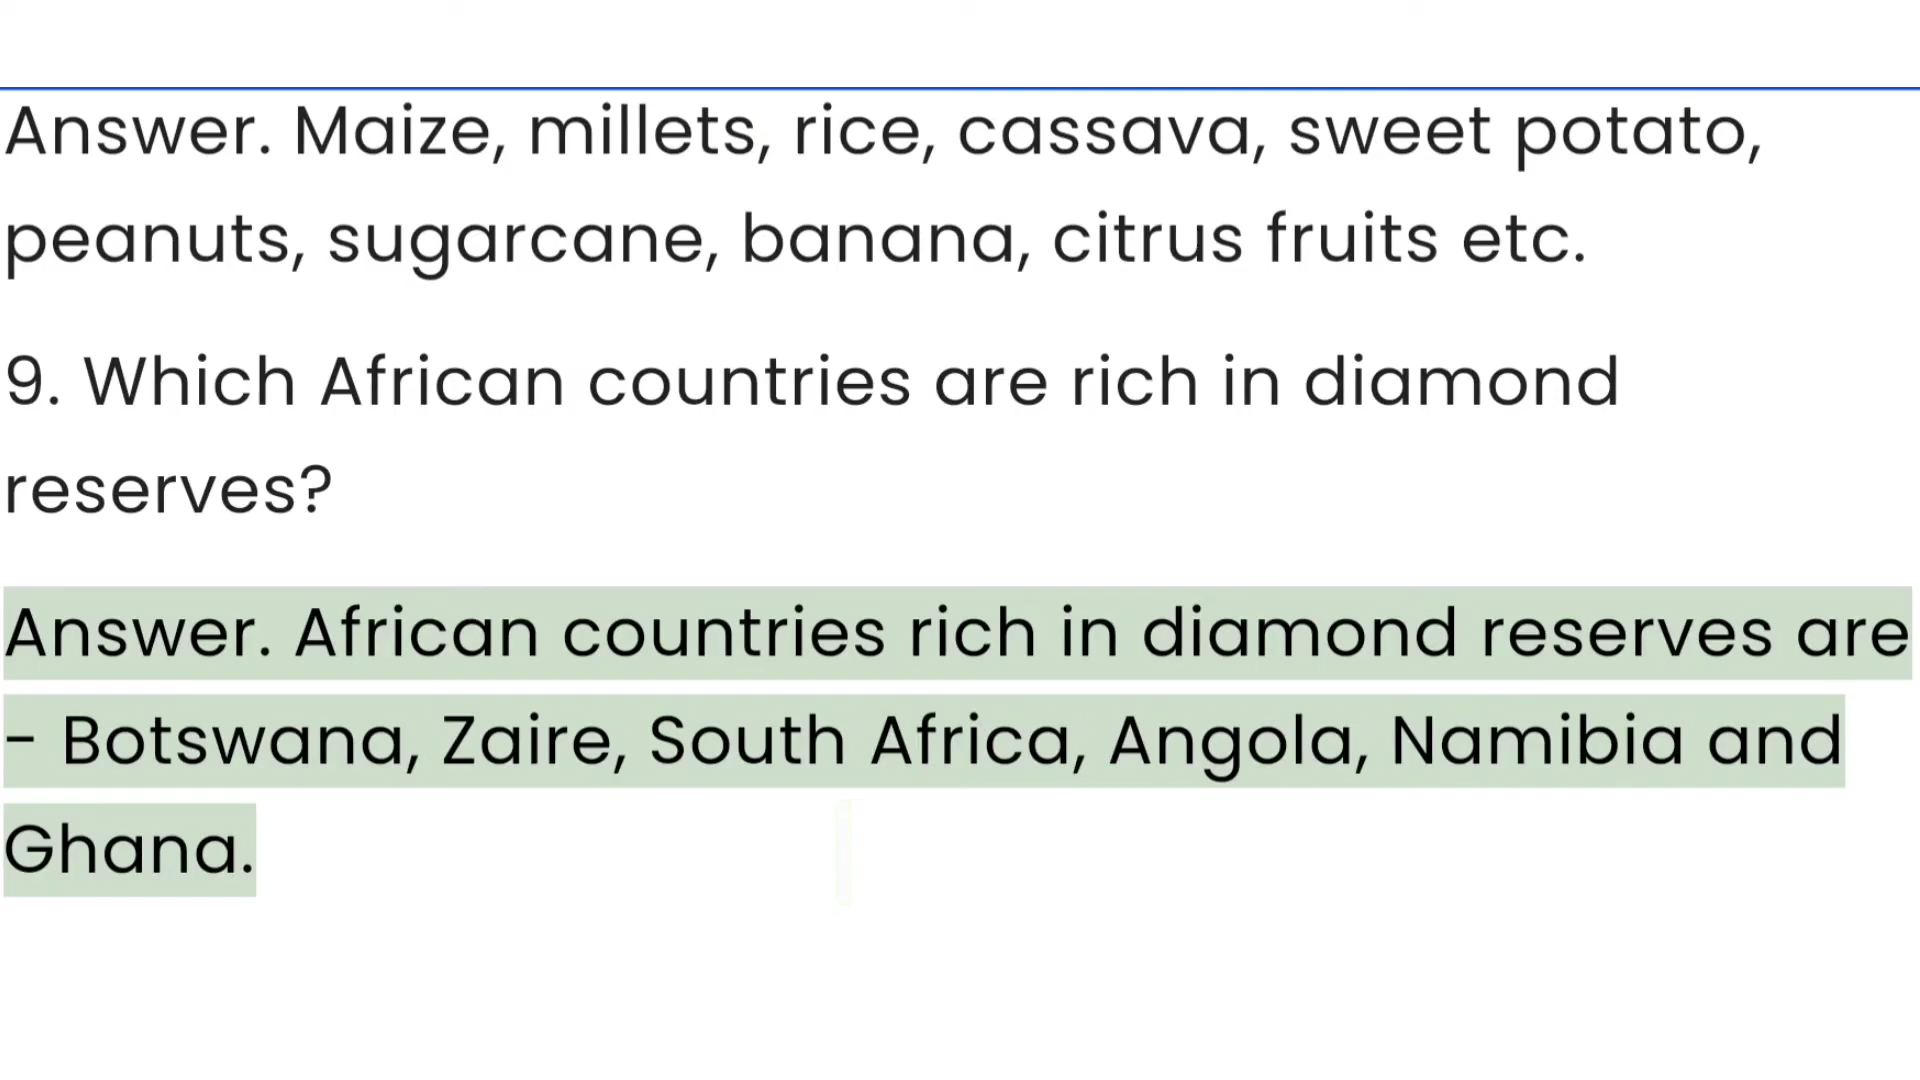 Answer. Maize, millets, rice, cassava, sweet potato,
peanuts, sugarcane, banana, citrus fruits etc.
9. Which African countries are rich in diamond
reserves?
Answer. African countries rich in diamond reserves are
- Botswana, Zaire, South Africa, Angola, Namibia and
Ghana.